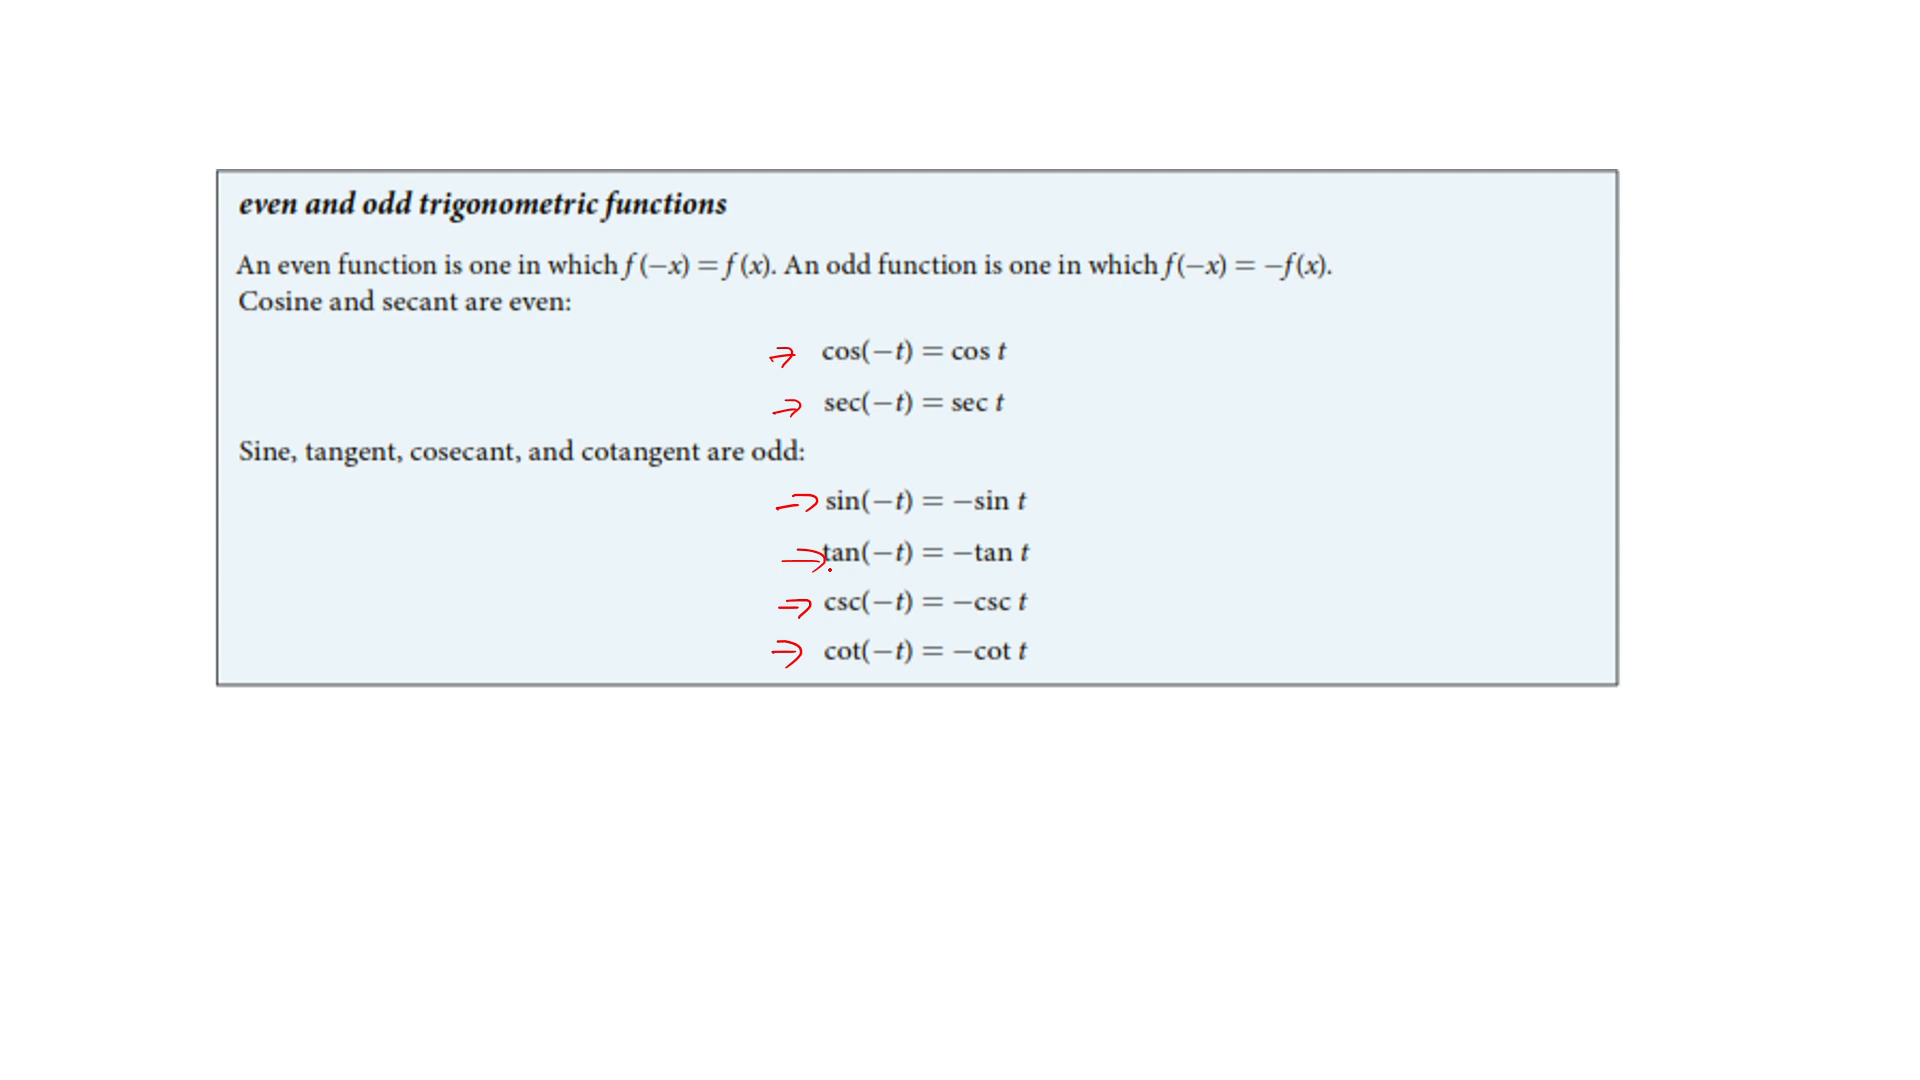 even and odd trigonometric functions
An even function is one in which f(−x) = f(x). An odd function is one in which f(−x) = −f(x).
Cosine and secant are even:
cos(−t) = cos t
sec(−t) = sec t
Sine, tangent, cosecant, and cotangent are odd:
sin(−t) = −sin t
tan(−t) = −tan t
csc(−t) = −csc t
cot(−t) = −cot t